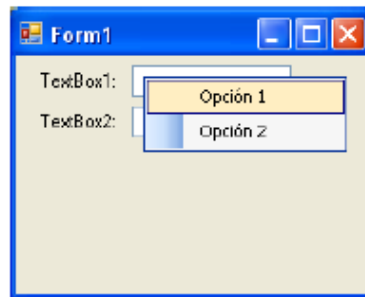 Form1
TextBox1:
Opción 1
TextBox2:
Opción 2